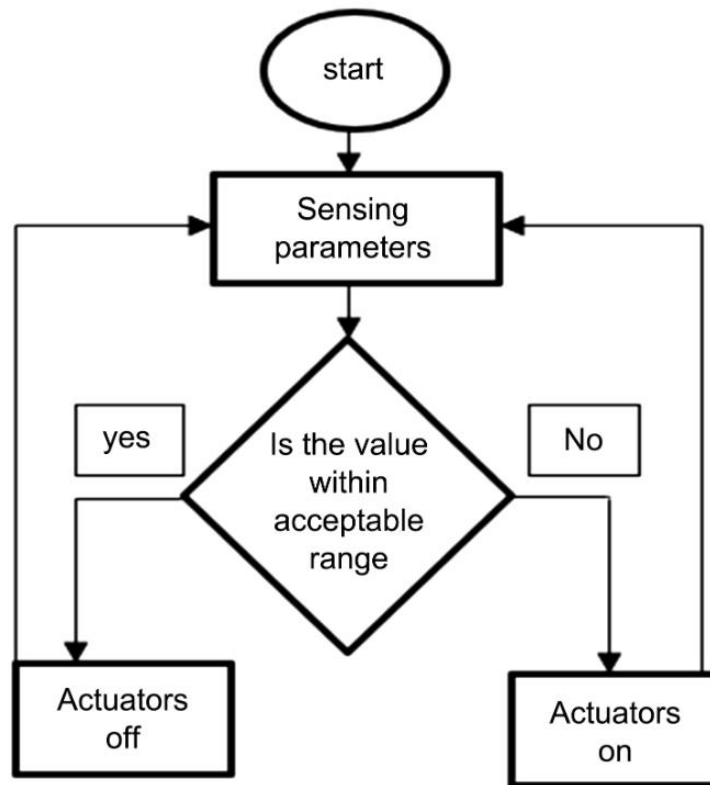 start
Sensing
parameters
yes
Is the value
within
acceptable
range
No
Actuators
off
Actuators
on